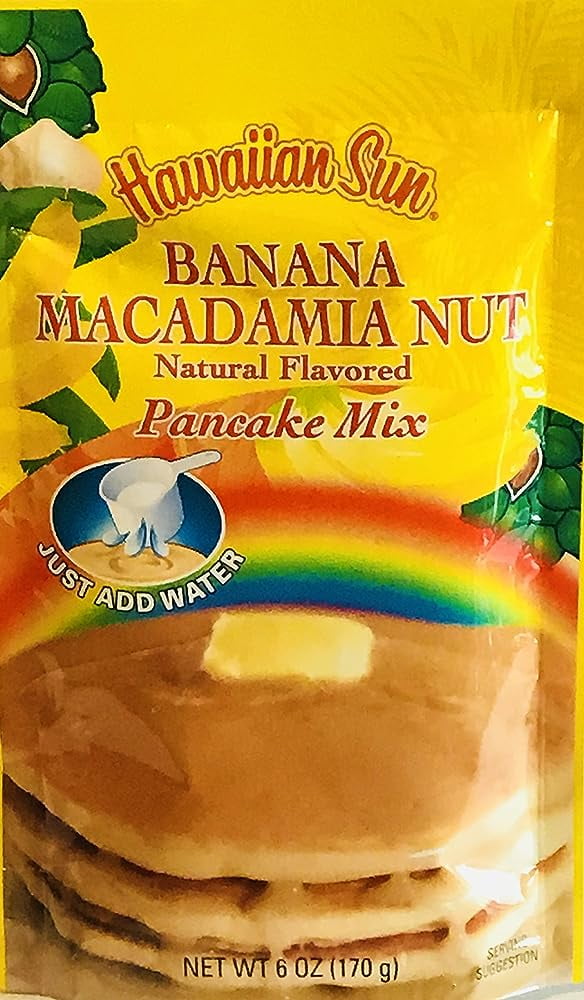 Hawaiian Sun®
BANANA
MACADAMIA NUT
Natural Flavored
Pancake Mix
JUST ADD WATER
NET WT 6 OZ (170 g)
SERVING
SUGGESTION